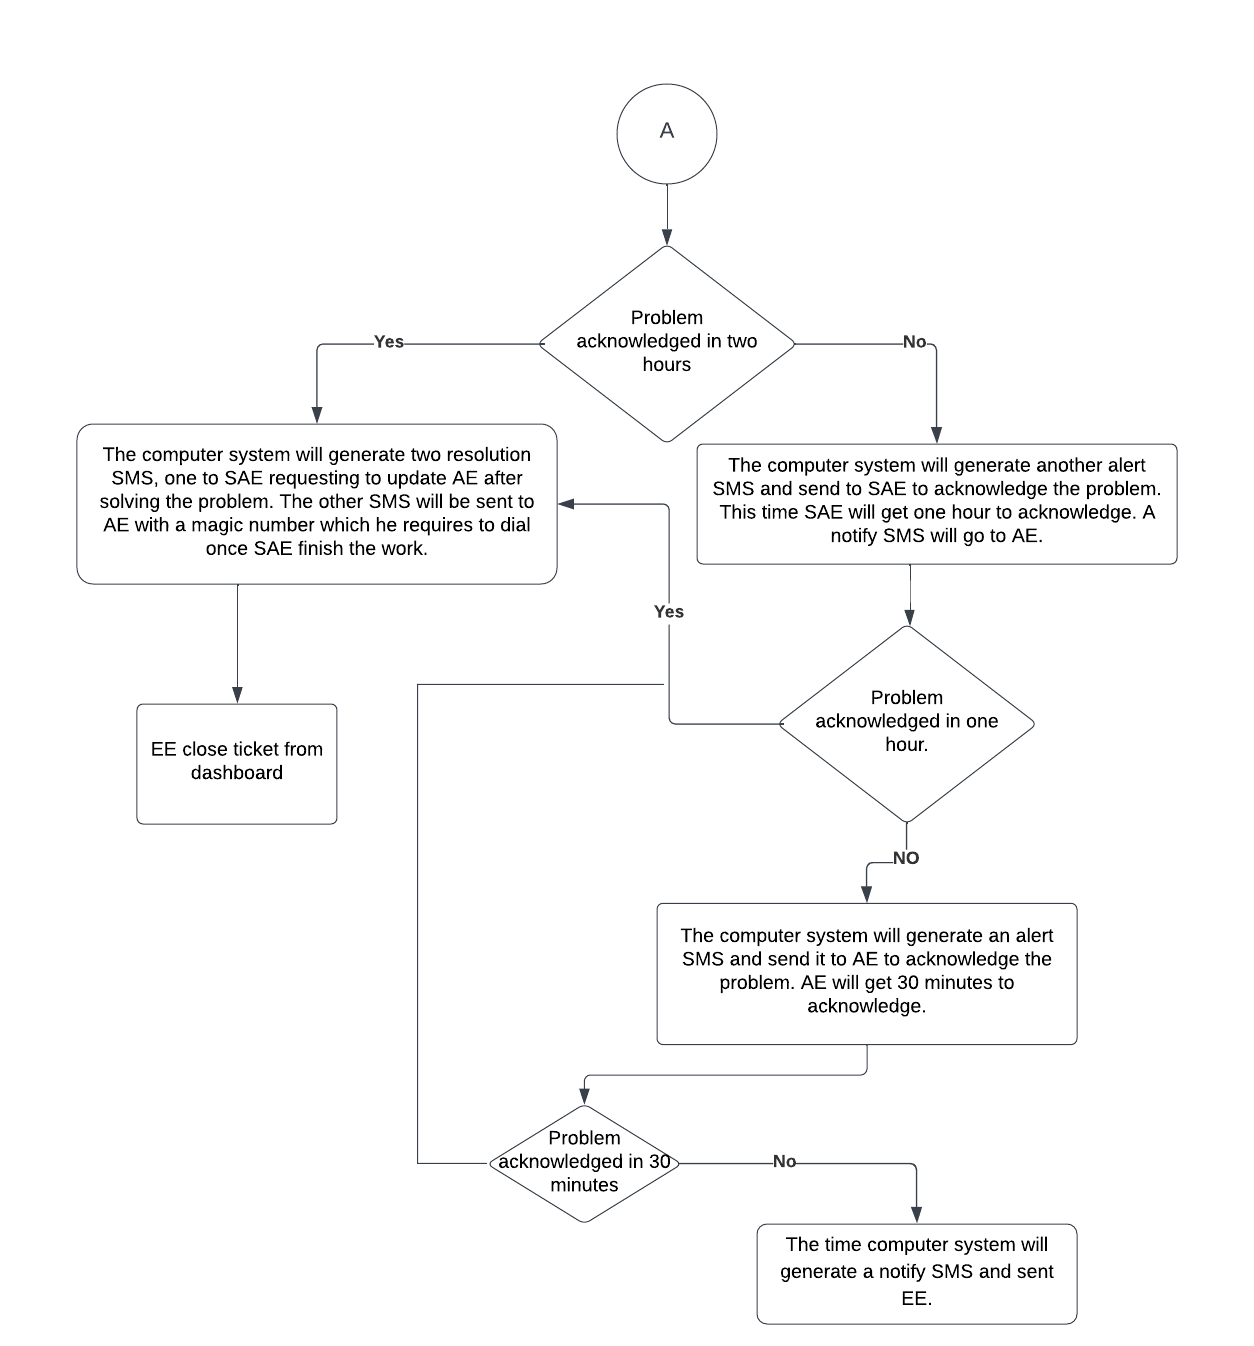 A
Problem
acknowledged in two
hours
Yes
No
The computer system will generate two resolution
SMS, one to SAE requesting to update AE after
solving the problem. The other SMS will be sent to
AE with a magic number which he requires to dial
once SAE finish the work.
The computer system will generate another alert
SMS and send to SAE to acknowledge the problem.
This time SAE will get one hour to acknowledge. A
notify SMS will go to AE.
Yes
Problem
acknowledged in one
hour.
EE close ticket from
dashboard
NO
The computer system will generate an alert
SMS and send it to AE to acknowledge the
problem. AE will get 30 minutes to
acknowledge.
Problem
acknowledged in 30
minutes
No
The time computer system will
generate a notify SMS and sent
EE.